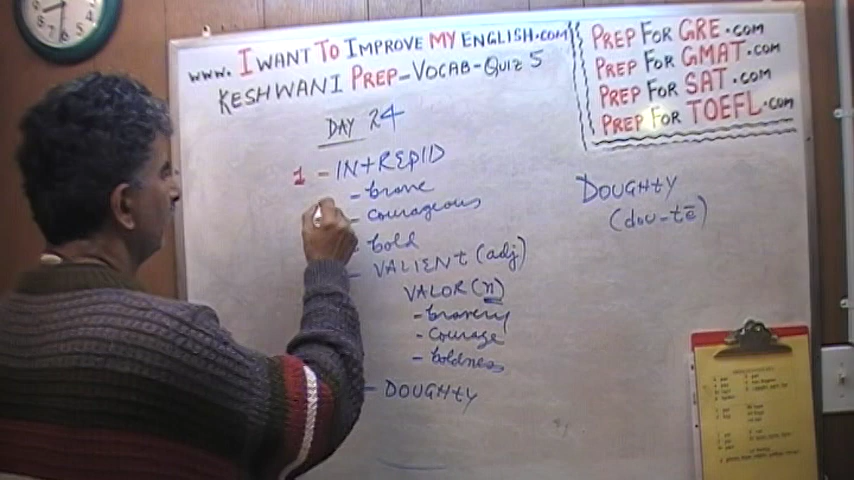 www. I WANT TO IMPROVE MY ENGLISH.com
KESHWANI PREP-VOCAB-QUIZ 5
PREP FOR GRE.com
PREP FOR GMAT.com
PREP FOR SAT.com
PREP FOR TOEFL.com
DAY 24
1 - INTREPID
- brave
- courageous
- bold
- VALIENT (adj)
VALOR (n)
- bravery
- courage
- boldness
- DOUGHTY
DOUGHTY
(dou-tē)